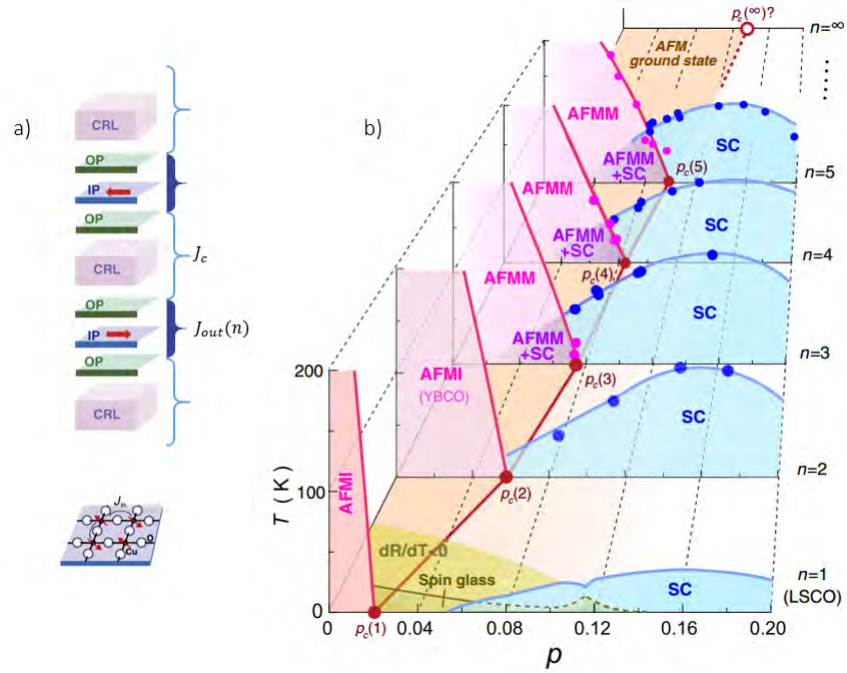 a)
CRL
OP
IP
OP
CRL
OP
IP
OP
CRL
J_c
J_out(n)
J_in
O
Cu
b)
p_c(∞)?
n=∞
AFM
ground state
AFMM
SC
AFMM
+SC
p_c(5)
n=5
AFMM
SC
AFMM
+SC
p_c(4)
n=4
AFMM
SC
AFMM
+SC
p_c(3)
n=3
AFMI
(YBCO)
SC
p_c(2)
n=2
200
100
0
T (K)
AFMI
dR/dT<0
Spin glass
SC
n=1
(LSCO)
p_c(1)
0 0.04 0.08 0.12 0.16 0.20
p